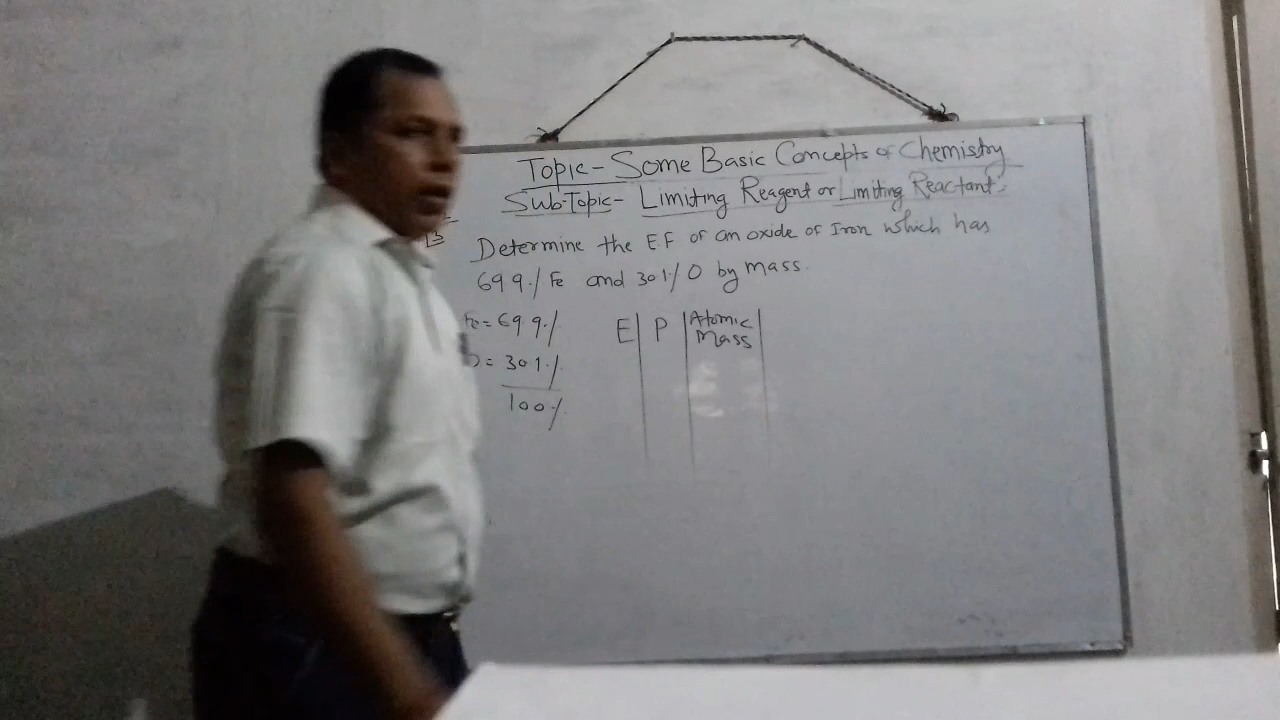 Topic - Some Basic Concepts of Chemistry
Sub-Topic - Limiting Reagent or Limiting Reactant.
Determine the E.F of an oxide of Iron which has
69.9% Fe and 30.1% O by mass.
Fe = 69.9%
= 30.1%
100%
E P Atomic
Mass